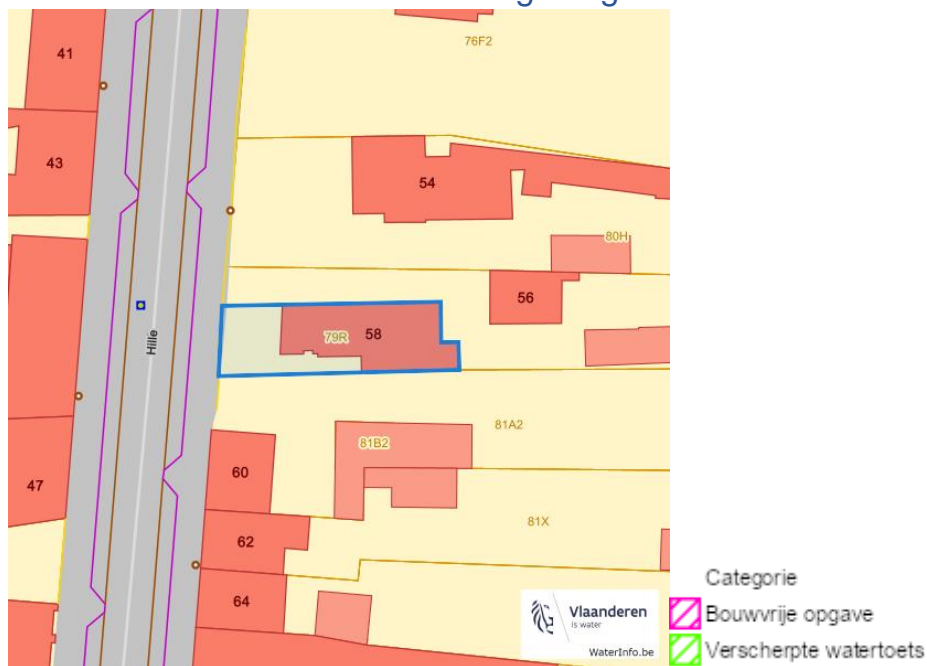 41
76F2
43
54
80H
56
Hille
79R
58
81A2
81B2
60
47
81X
62
64
Vlaanderen
is water
WaterInfo.be
Categorie
Bouwvrije opgave
Verscherpte watertoets